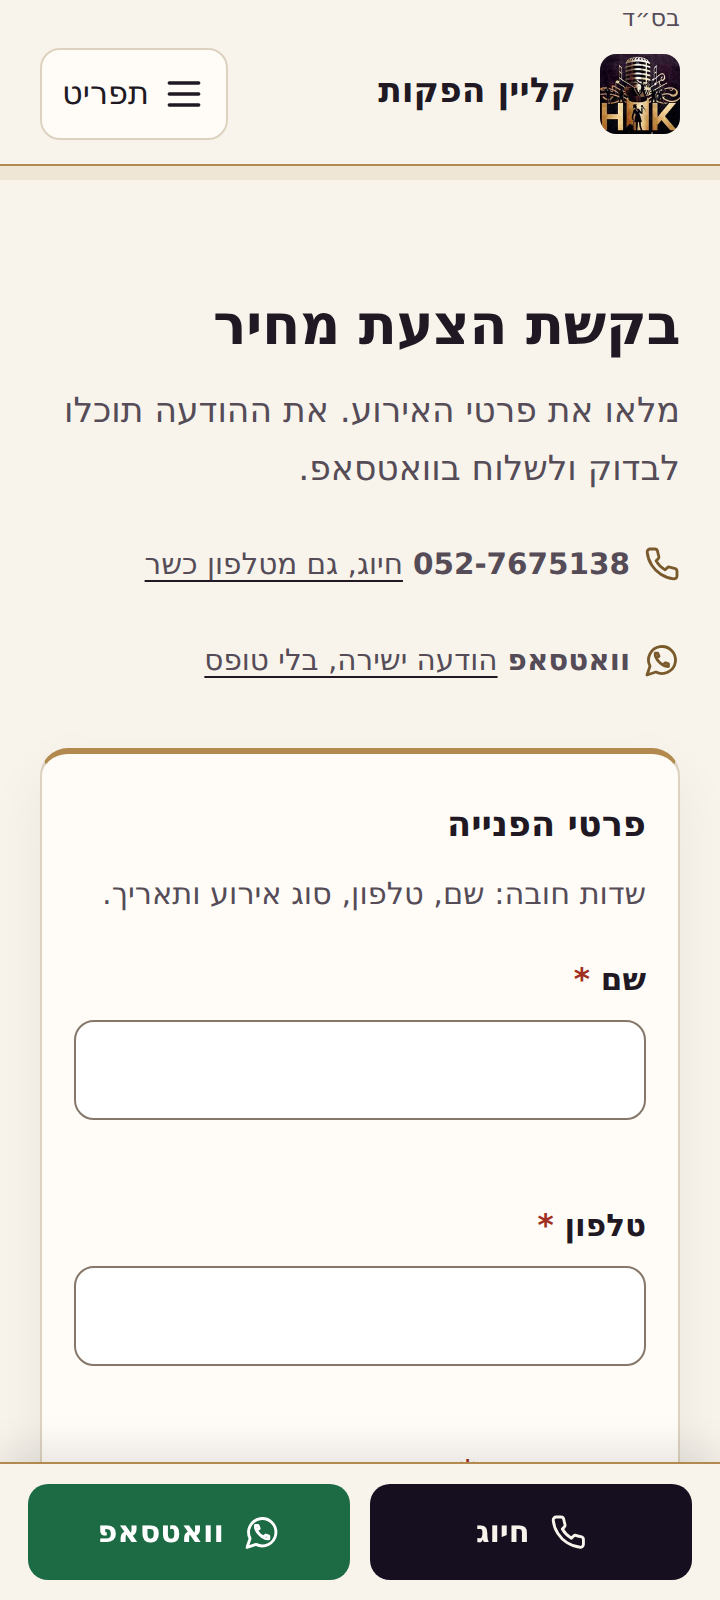 בס״ד
קליין הפקות
תפריט
בקשת הצעת מחיר
מלאו את פרטי האירוע. את ההודעה תוכלו
לבדוק ולשלוח בוואטסאפ.
052-7675138 חיוג, גם מטלפון כשר
וואטסאפ הודעה ישירה, בלי טופס
פרטי הפנייה
שדות חובה: שם, טלפון, סוג אירוע ותאריך.
שם *
טלפון *
חיוג
וואטסאפ